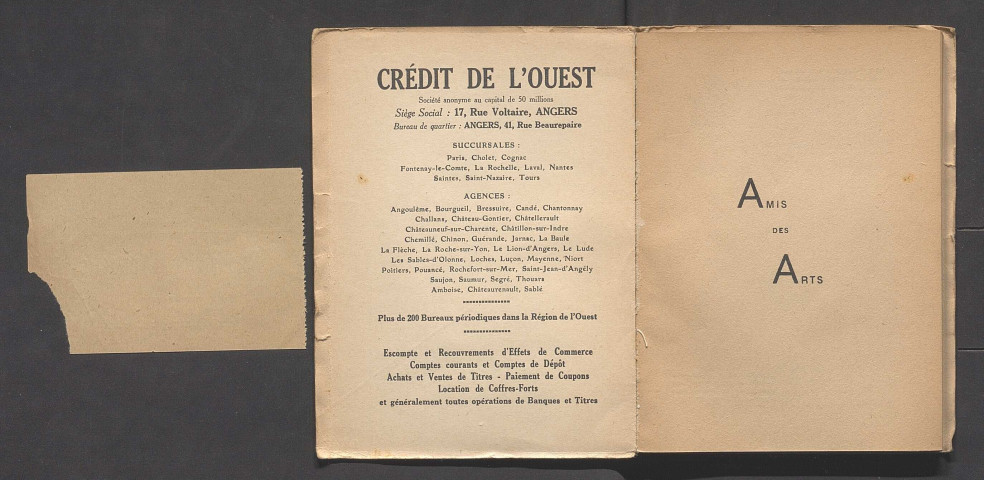 CRÉDIT DE L'OUEST
Société anonyme au capital de 50 millions
Siège Social : 17, Rue Voltaire, ANGERS
Bureau de quartier : ANGERS, 41, Rue Beaurepaire
SUCCURSALES :
Paris, Cholet, Cognac
Fontenay-le-Comte, La Rochelle, Laval, Nantes
Saintes, Saint-Nazaire, Tours
AGENCES :
Angoulême, Bourgueil, Bressuire, Candé, Chantonnay
Challans, Château-Gontier, Châtellerault
Châteauneuf-sur-Charente, Châtillon-sur-Indre
Chemillé, Chinon, Guérande, Jarnac, La Baule
La Flèche, La Roche-sur-Yon, Le Lion-d'Angers, Le Lude
Les Sables-d'Olonne, Loches, Luçon, Mayenne, Niort
Poitiers, Pouancé, Rochefort-sur-Mer, Saint-Jean-d'Angély
Saujon, Saumur, Segré, Thouars
Amboise, Châteaurenault, Sablé
Plus de 200 Bureaux périodiques dans la Région de l'Ouest
Escompte et Recouvrements d'Effets de Commerce
Comptes courants et Comptes de Dépôt
Achats et Ventes de Titres - Paiement de Coupons
Location de Coffres-Forts
et généralement toutes opérations de Banques et Titres
AMIS
DES
ARTS